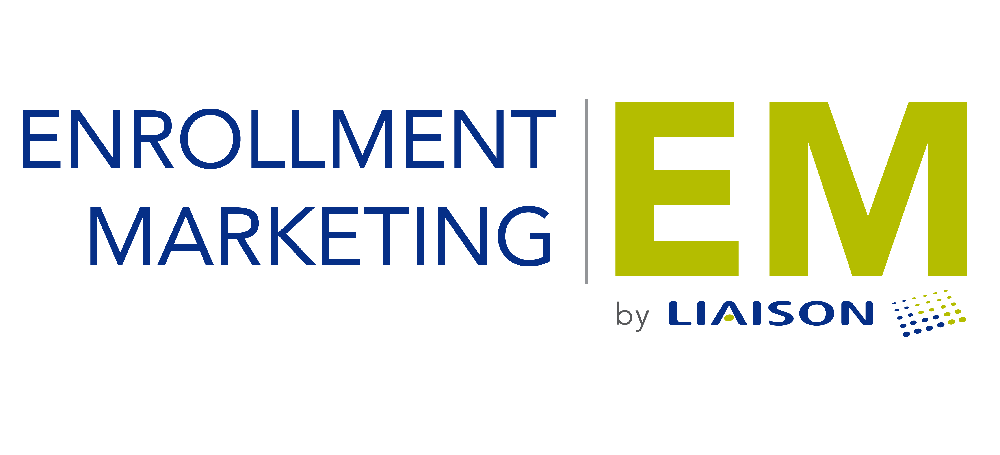 ENROLLMENT
MARKETING
EM
by LIAISON